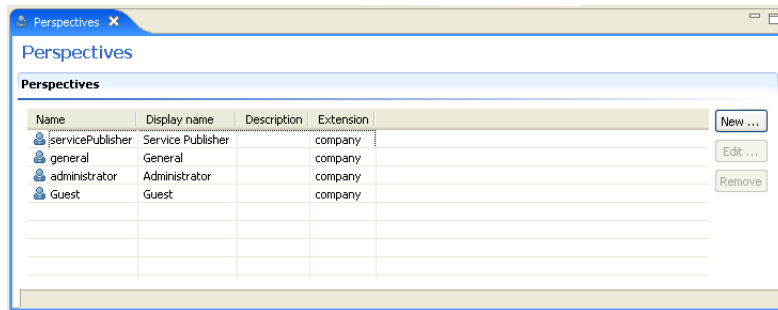 Perspectives
Perspectives
Perspectives
Name Display name Description Extension
servicePublisher Service Publisher company
general General company
administrator Administrator company
Guest Guest company
New ...
Edit ...
Remove